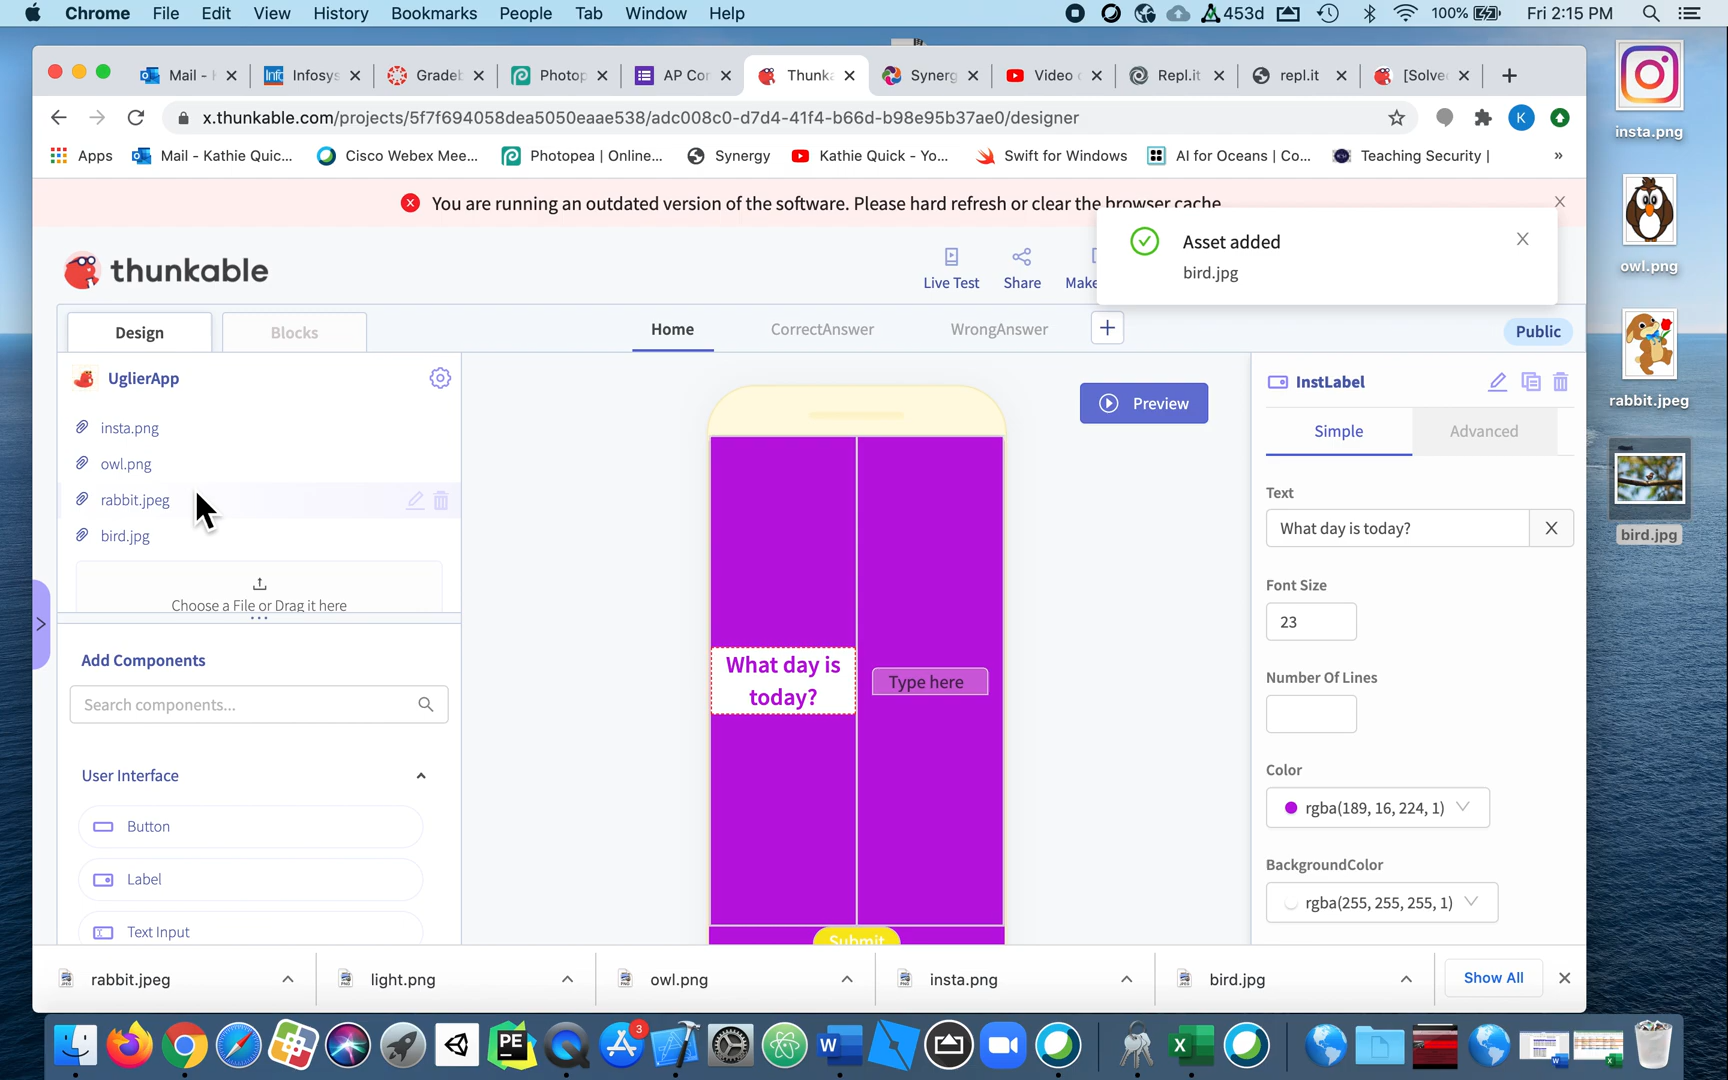 Chrome File Edit View History Bookmarks People Tab Window Help 453d 100% Fri 2:15 PM
Mail - Infosys Photop Thunka Synerg Video Repl.it repl.it
x.thunkable.com/projects/5f7f694058dea5050eaae538/adc008c0-d7d4-41f4-b66d-b98e95b37ae0/designer K
Apps Mail - Kathie Quic... Cisco Webex Mee... Photopea | Online... Synergy Kathie Quick - Yo... Swift for Windows AI for Oceans | Co... Teaching Security | »
You are running an outdated version of the software. Please hard refresh or clear the browser cache
Asset added
bird.jpg
thunkable
Live Test Share Make
Design Blocks Home CorrectAnswer WrongAnswer + Public
UglierApp
insta.png
owl.png
rabbit.jpeg
bird.jpg
Choose a File or Drag it here
Add Components
Search components...
User Interface
Button
Label
Text Input
Preview
What day is
today?
Type here
Submit
InstLabel
Simple Advanced
Text
What day is today?
Font Size
23
Number Of Lines
Color
rgba(189, 16, 224, 1)
BackgroundColor
rgba(255, 255, 255, 1)
rabbit.jpeg light.png owl.png insta.png bird.jpg Show All
insta.png
owl.png
rabbit.jpeg
bird.jpg
PE 3 W X